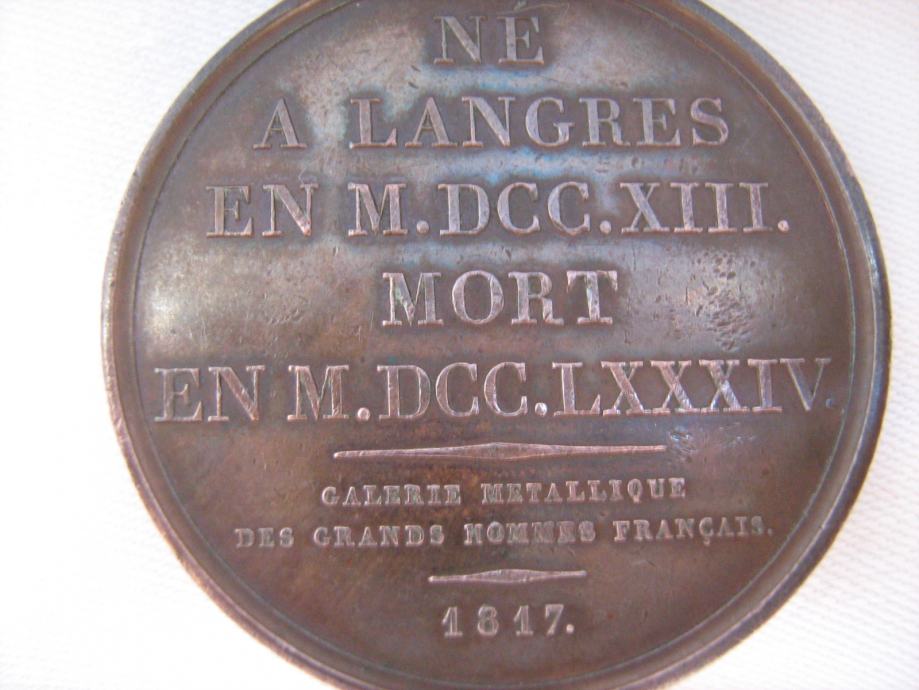 NÉ
A LANGRES
EN M.DCC.XIII.
MORT
EN M.DCC.LXXXIV.
GALERIE METALLIQUE
DES GRANDS HOMMES FRANÇAIS.
1817.